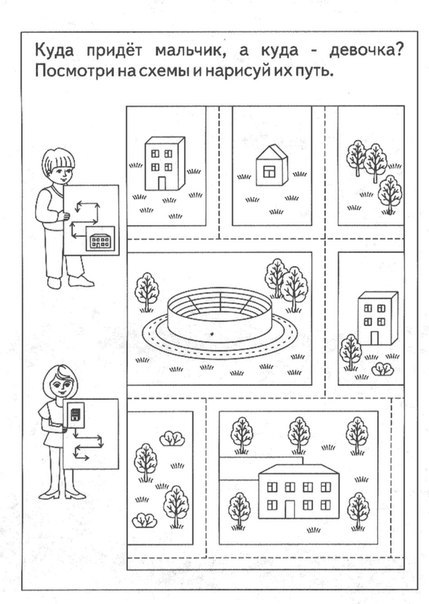 Куда придёт мальчик, а куда - девочка?
Посмотри на схемы и нарисуй их путь.